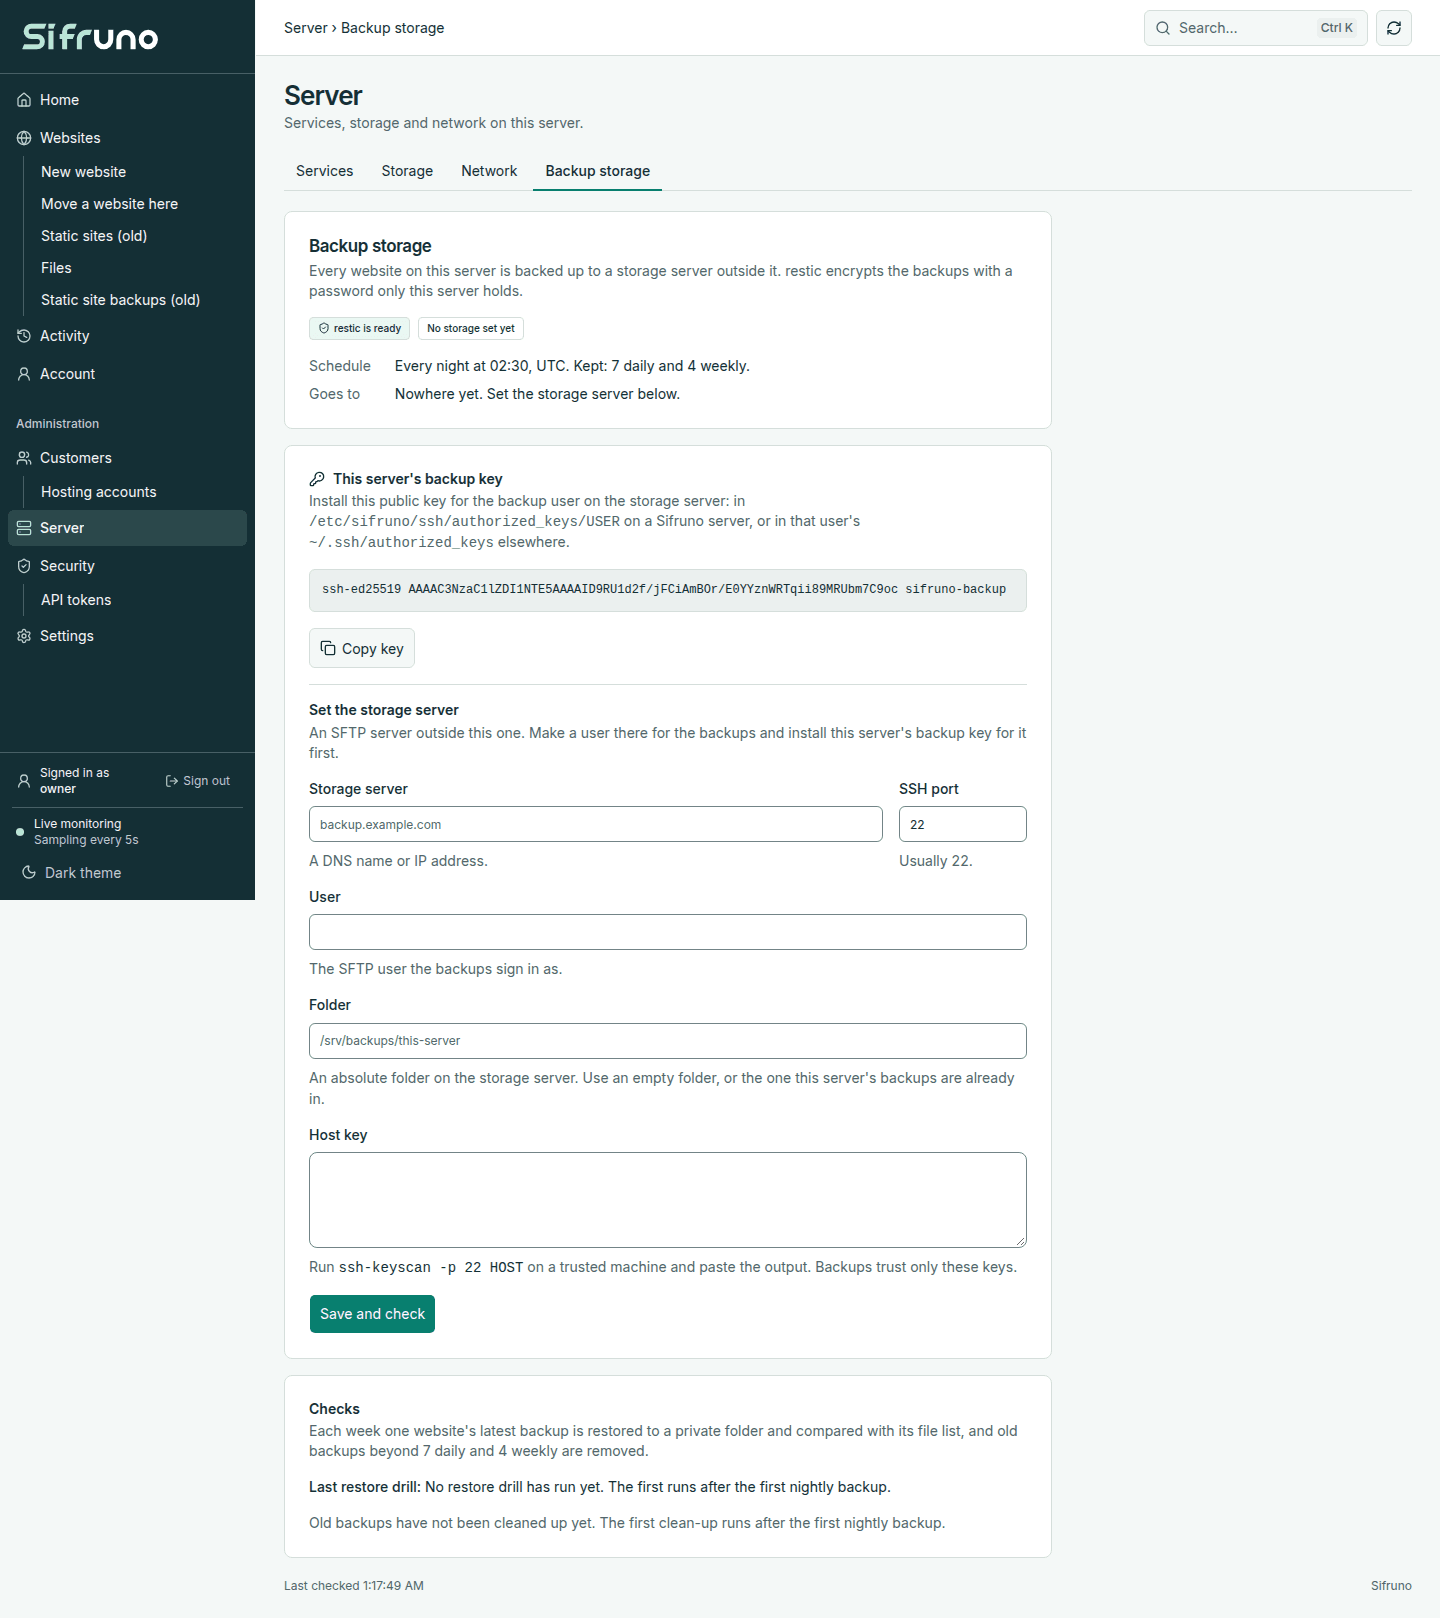 Sifruno
Server › Backup storage
Search...
Ctrl K
Home
Websites
New website
Move a website here
Static sites (old)
Files
Static site backups (old)
Activity
Account
Administration
Customers
Hosting accounts
Server
Security
API tokens
Settings
Signed in as
owner
Sign out
Live monitoring
Sampling every 5s
Dark theme
Server
Services, storage and network on this server.
Services
Storage
Network
Backup storage
Backup storage
Every website on this server is backed up to a storage server outside it. restic encrypts the backups with a
password only this server holds.
restic is ready
No storage set yet
Schedule
Every night at 02:30, UTC. Kept: 7 daily and 4 weekly.
Goes to
Nowhere yet. Set the storage server below.
This server's backup key
Install this public key for the backup user on the storage server: in
/etc/sifruno/ssh/authorized_keys/USER on a Sifruno server, or in that user's
~/.ssh/authorized_keys elsewhere.
ssh-ed25519 AAAAC3NzaC1lZDI1NTE5AAAAID9RU1d2f/jFCiAmBOr/E0YYznWRTqii89MRUbm7C9oc sifruno-backup
Copy key
Set the storage server
An SFTP server outside this one. Make a user there for the backups and install this server's backup key for it
first.
Storage server
SSH port
backup.example.com
22
A DNS name or IP address.
Usually 22.
User
The SFTP user the backups sign in as.
Folder
/srv/backups/this-server
An absolute folder on the storage server. Use an empty folder, or the one this server's backups are already
in.
Host key
Run ssh-keyscan -p 22 HOST on a trusted machine and paste the output. Backups trust only these keys.
Save and check
Checks
Each week one website's latest backup is restored to a private folder and compared with its file list, and old
backups beyond 7 daily and 4 weekly are removed.
Last restore drill: No restore drill has run yet. The first runs after the first nightly backup.
Old backups have not been cleaned up yet. The first clean-up runs after the first nightly backup.
Last checked 1:17:49 AM
Sifruno